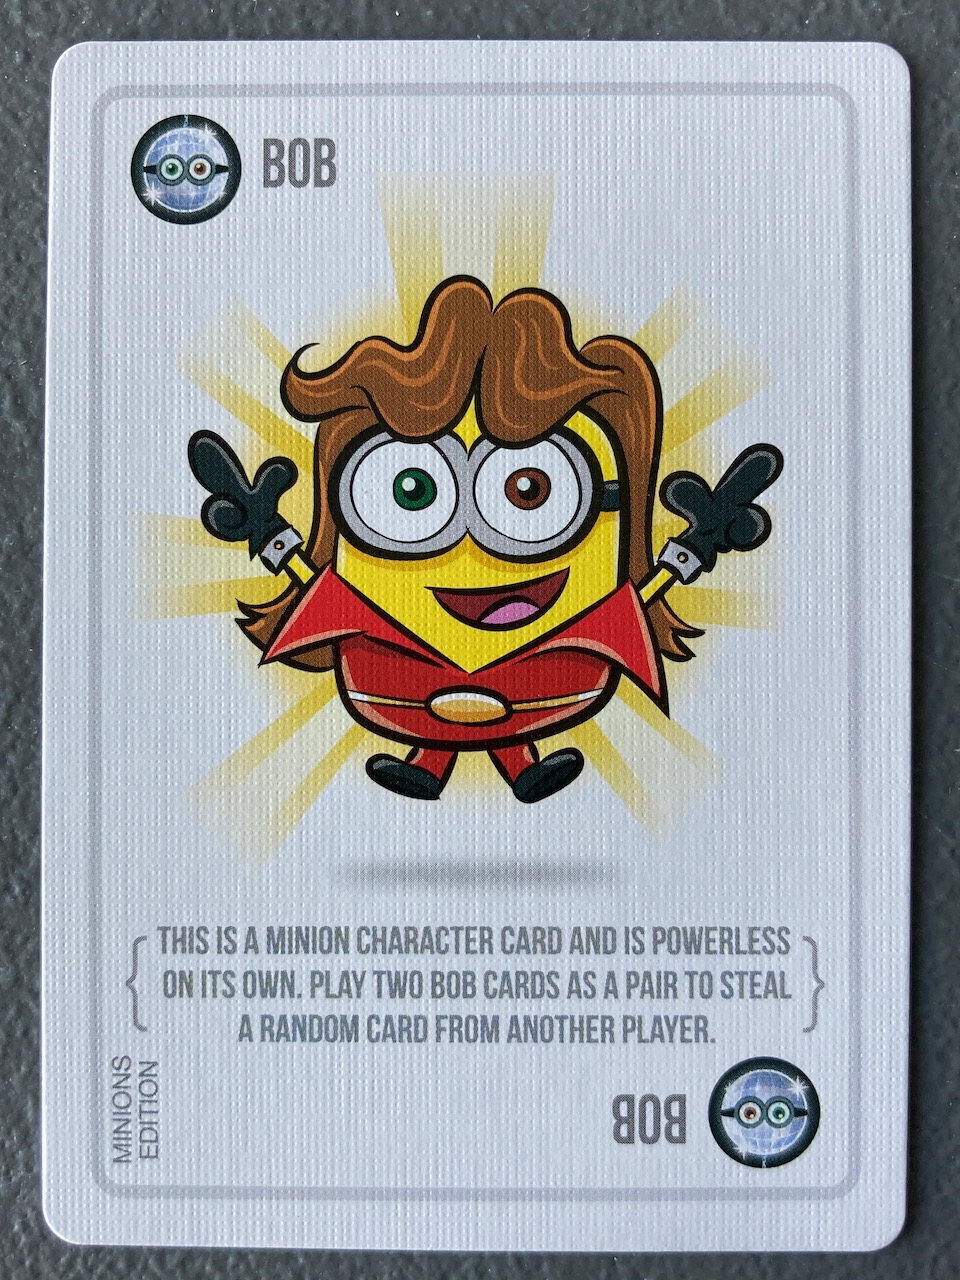 BOB
THIS IS A MINION CHARACTER CARD AND IS POWERLESS
ON ITS OWN. PLAY TWO BOB CARDS AS A PAIR TO STEAL
A RANDOM CARD FROM ANOTHER PLAYER.
MINIONS
EDITION
BOB